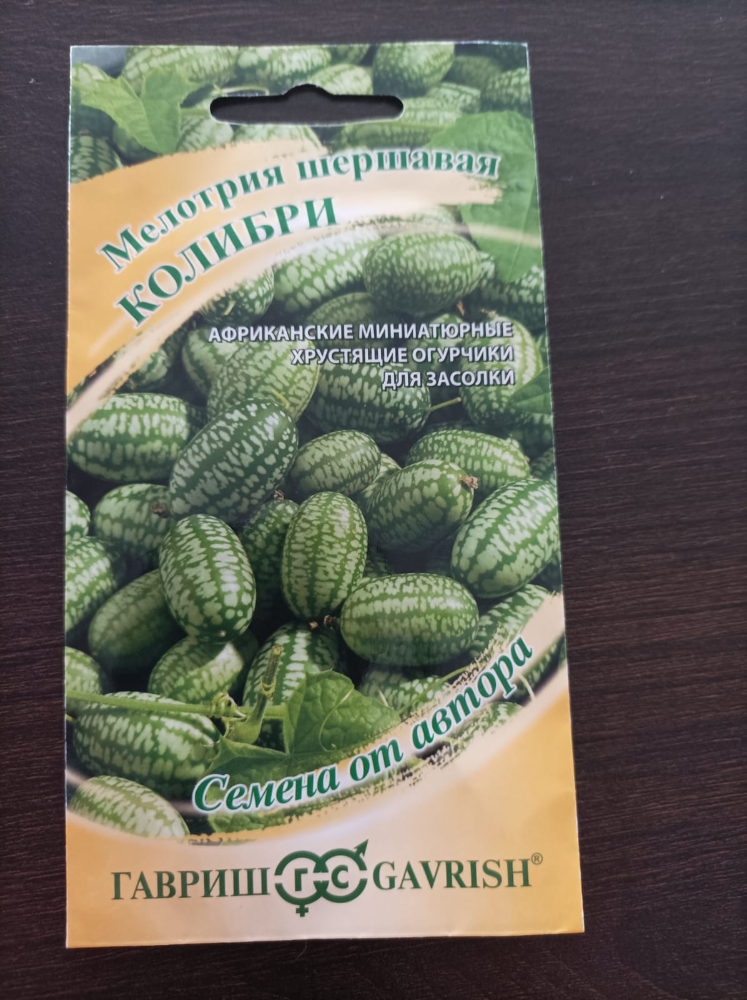 Мелотрия шершавая
КОЛИБРИ
АФРИКАНСКИЕ МИНИАТЮРНЫЕ
ХРУСТЯЩИЕ ОГУРЧИКИ
ДЛЯ ЗАСОЛКИ
Семена от автора
ГАВРИШ ГС GAVRISH®